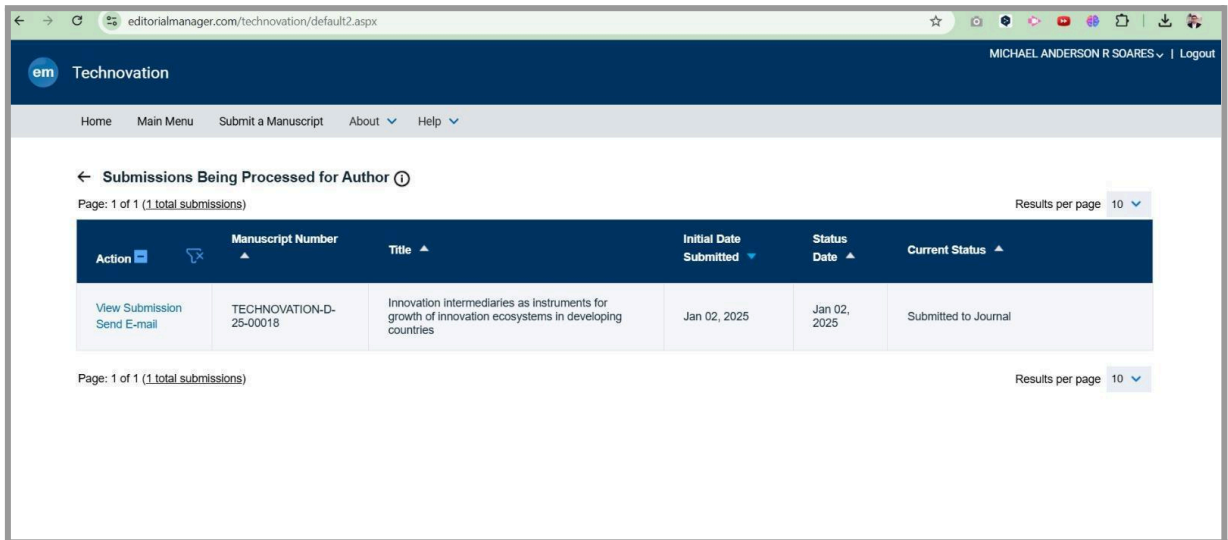 editorialmanager.com/technovation/default2.aspx
MICHAEL ANDERSON R SOARES | Logout
em Technovation
Home Main Menu Submit a Manuscript About Help
Submissions Being Processed for Author
Page: 1 of 1 (1 total submissions) Results per page 10
Action Manuscript Number Title Initial Date Submitted Status Date Current Status
View Submission
Send E-mail
TECHNOVATION-D-
25-00018
Innovation intermediaries as instruments for
growth of innovation ecosystems in developing
countries
Jan 02, 2025
Jan 02,
2025
Submitted to Journal
Page: 1 of 1 (1 total submissions) Results per page 10